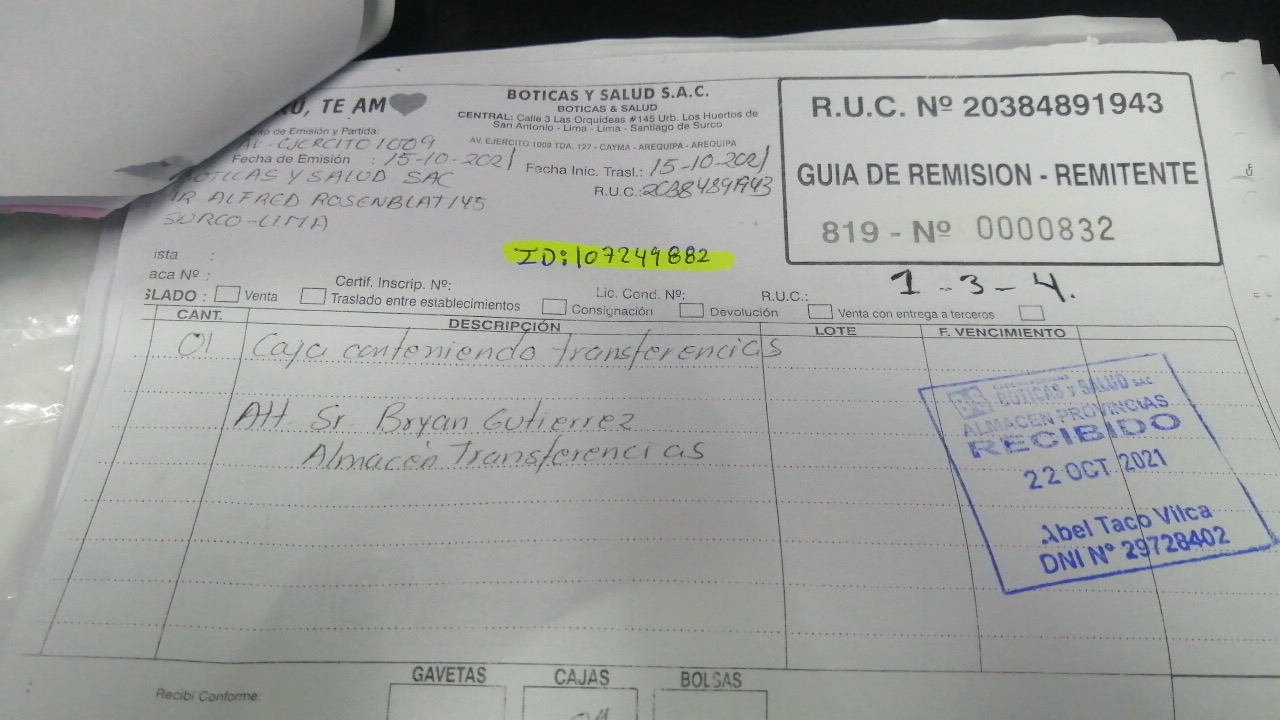 TE AM
BOTICAS Y SALUD S.A.C.
BOTICAS & SALUD
CENTRAL: Calle 3 Las Orquideas #145 Urb. Los Huertos de
San Antonio - Lima - Lima - Santiago de Surco
AV. EJERCITO 1009 TDA. 127 - CAYMA - AREQUIPA - AREQUIPA
R.U.C. Nº 20384891943
GUIA DE REMISION - REMITENTE
819 - Nº 0000832
de Emisión y Partida:
AV. EJERCITO 1009
Fecha de Emisión : 15-10-2021
Fecha Inic. Trasl.: 15-10-2021
BOTICAS Y SALUD SAC
R.U.C.: 20384891943
JR ALFRED ROSENBLAT 145
SURCO-LIMA
ID: 107249882
1 - 3 - 4.
ista :
aca Nº :
Certif. Inscrip. Nº:
Lic. Cond. Nº:
R.U.C.:
SLADO :
Venta
Traslado entre establecimientos
Consignación
Devolución
Venta con entrega a terceros
CANT.
DESCRIPCIÓN
LOTE
F. VENCIMIENTO
01 Caja conteniendo transferencias
Att Sr. Bryan Gutierrez
Almacén Transferencias
BOTICAS Y SALUD SAC
ALMACEN PROVINCIAS
RECIBIDO
22 OCT 2021
Abel Taco Vilca
DNI N° 29728402
Recibi Conforme:
GAVETAS
CAJAS
BOLSAS